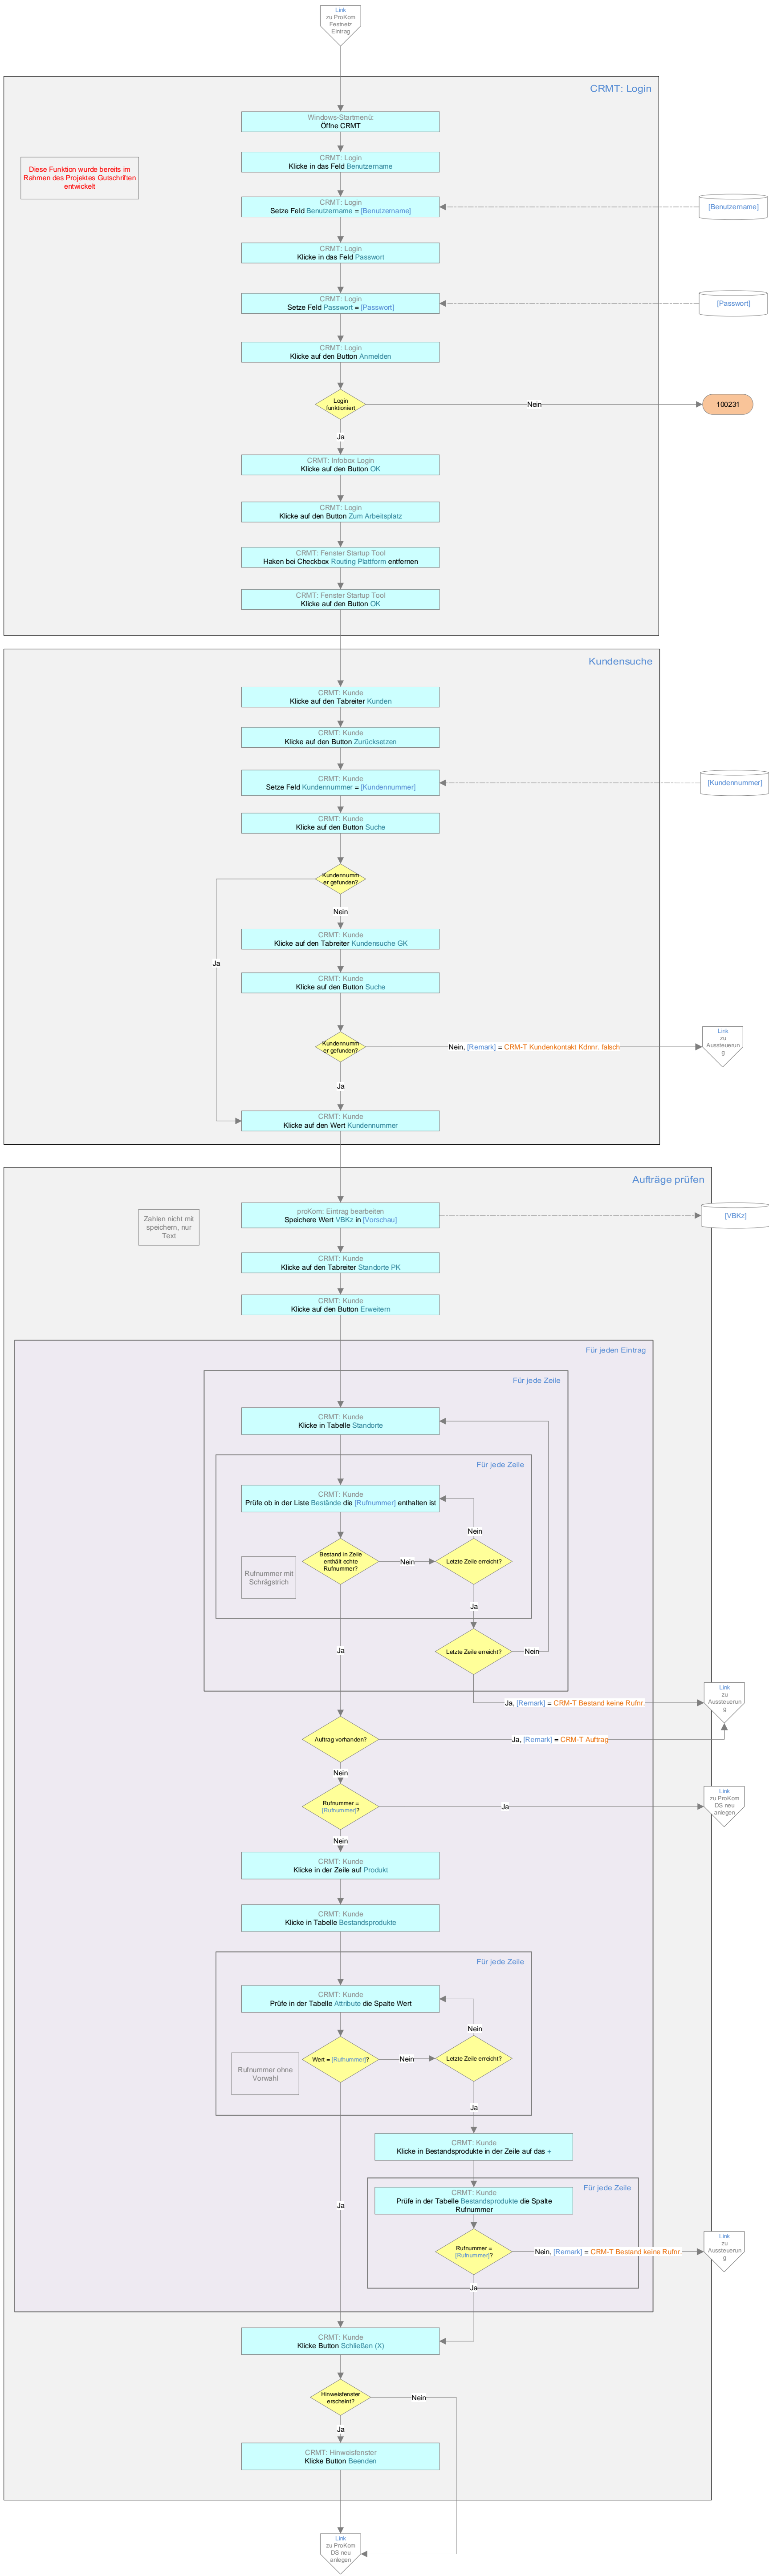 Link
zu ProKom
Festnetz
Eintrag
CRMT: Login
Windows-Startmenü:
Öffne CRMT
Diese Funktion wurde bereits im
Rahmen des Projektes Gutschriften
entwickelt
CRMT: Login
Klicke in das Feld Benutzername
CRMT: Login
Setze Feld Benutzername = [Benutzername]
[Benutzername]
CRMT: Login
Klicke in das Feld Passwort
CRMT: Login
Setze Feld Passwort = [Passwort]
[Passwort]
CRMT: Login
Klicke auf den Button Anmelden
Login
funktioniert
Nein
100231
Ja
CRMT: Infobox Login
Klicke auf den Button OK
CRMT: Login
Klicke auf den Button Zum Arbeitsplatz
CRMT: Fenster Startup Tool
Haken bei Checkbox Routing Plattform entfernen
CRMT: Fenster Startup Tool
Klicke auf den Button OK
Kundensuche
CRMT: Kunde
Klicke auf den Tabreiter Kunden
CRMT: Kunde
Klicke auf den Button Zurücksetzen
CRMT: Kunde
Setze Feld Kundennummer = [Kundennummer]
[Kundennummer]
CRMT: Kunde
Klicke auf den Button Suche
Kundennumm
er gefunden?
Nein
CRMT: Kunde
Klicke auf den Tabreiter Kundensuche GK
Ja
CRMT: Kunde
Klicke auf den Button Suche
Kundennumm
er gefunden?
Nein, [Remark] = CRM-T Kundenkontakt Kdnnr. falsch
Link
zu
Aussteuerun
g
Ja
CRMT: Kunde
Klicke auf den Wert Kundennummer
Aufträge prüfen
Zahlen nicht mit
speichern, nur
Text
proKom: Eintrag bearbeiten
Speichere Wert VBKz in [Vorschau]
[VBKz]
CRMT: Kunde
Klicke auf den Tabreiter Standorte PK
CRMT: Kunde
Klicke auf den Button Erweitern
Für jeden Eintrag
Für jede Zeile
CRMT: Kunde
Klicke in Tabelle Standorte
Für jede Zeile
CRMT: Kunde
Prüfe ob in der Liste Bestände die [Rufnummer] enthalten ist
Nein
Bestand in Zeile
enthält echte
Rufnummer?
Nein
Letzte Zeile erreicht?
Rufnummer mit
Schrägstrich
Ja
Ja
Letzte Zeile erreicht?
Nein
Ja, [Remark] = CRM-T Bestand keine Rufnr.
Link
zu
Aussteuerun
g
Auftrag vorhanden?
Ja, [Remark] = CRM-T Auftrag
Nein
Rufnummer =
[Rufnummer]?
Ja
Link
zu ProKom
DS neu
anlegen
Nein
CRMT: Kunde
Klicke in der Zeile auf Produkt
CRMT: Kunde
Klicke in Tabelle Bestandsprodukte
Für jede Zeile
CRMT: Kunde
Prüfe in der Tabelle Attribute die Spalte Wert
Nein
Wert = [Rufnummer]?
Nein
Letzte Zeile erreicht?
Rufnummer ohne
Vorwahl
Ja
CRMT: Kunde
Klicke in Bestandsprodukte in der Zeile auf das +
Für jede Zeile
CRMT: Kunde
Prüfe in der Tabelle Bestandsprodukte die Spalte
Rufnummer
Ja
Rufnummer =
[Rufnummer]?
Nein, [Remark] = CRM-T Bestand keine Rufnr.
Link
zu
Aussteuerun
g
Ja
CRMT: Kunde
Klicke Button Schließen (X)
Hinweisfenster
erscheint?
Nein
Ja
CRMT: Hinweisfenster
Klicke Button Beenden
Link
zu ProKom
DS neu
anlegen